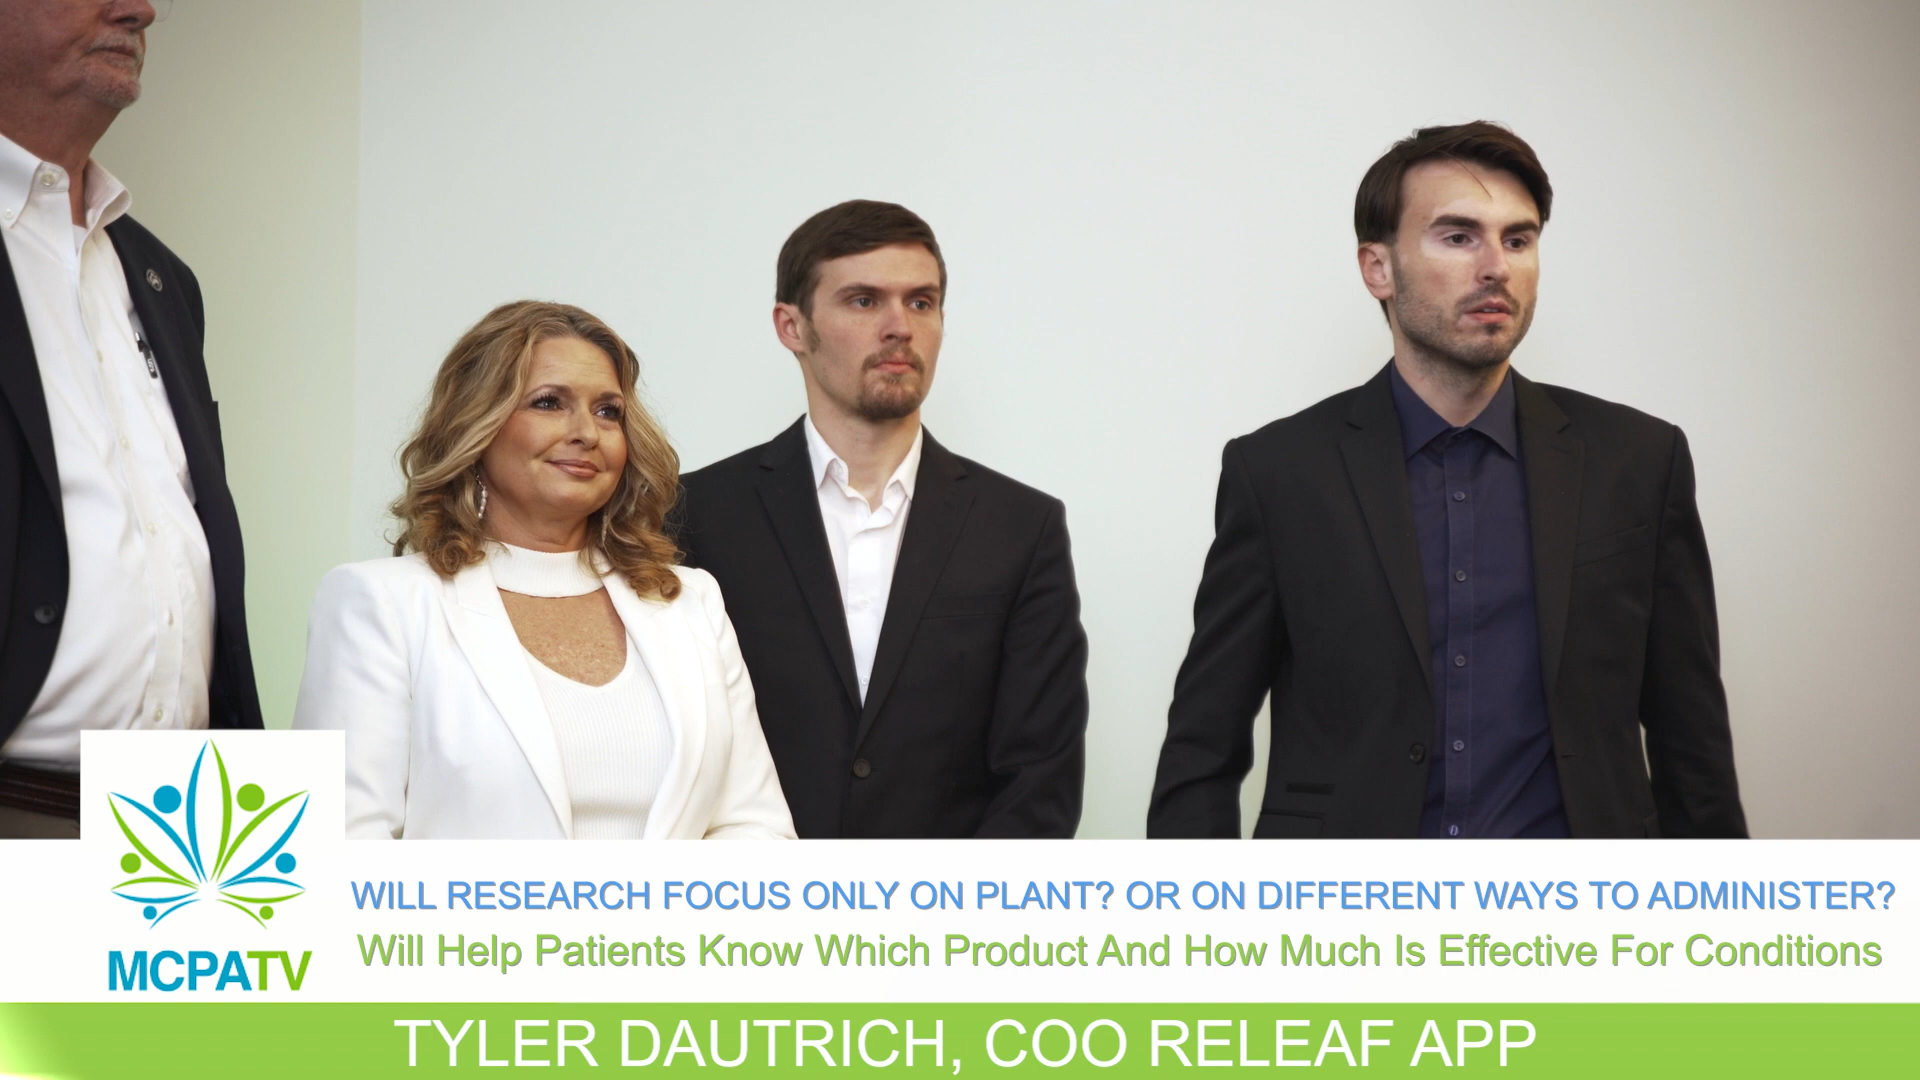 WILL RESEARCH FOCUS ONLY ON PLANT? OR ON DIFFERENT WAYS TO ADMINISTER?
Will Help Patients Know Which Product And How Much Is Effective For Conditions
MCPATV
TYLER DAUTRICH, COO RELEAF APP